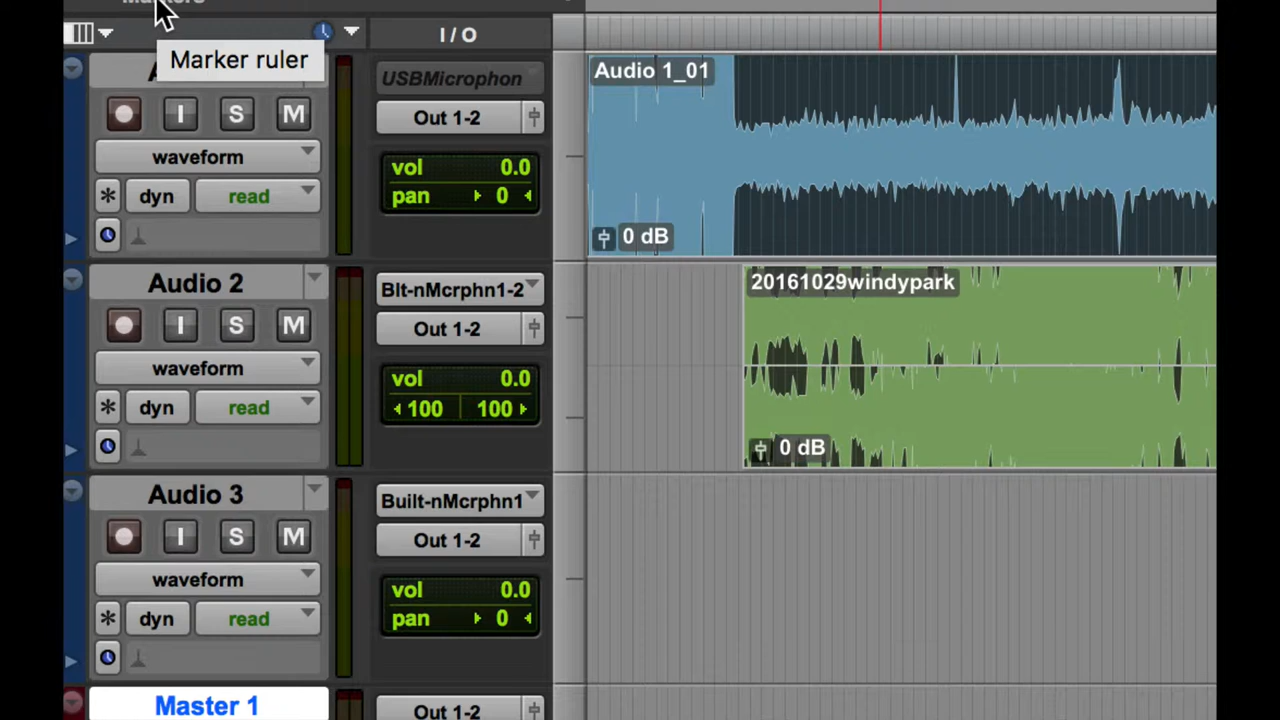 Markers
I/O
Marker ruler
A
USBMicrophon
Audio 1_01
I S M
Out 1-2
waveform
vol 0.0
* dyn read
pan 0
0 dB
Audio 2
Blt-nMcrphn1-2
20161029windypark
I S M
Out 1-2
waveform
vol 0.0
* dyn read
100 100
0 dB
Audio 3
Built-nMcrphn1
I S M
Out 1-2
waveform
vol 0.0
* dyn read
pan 0
Master 1
Out 1-2